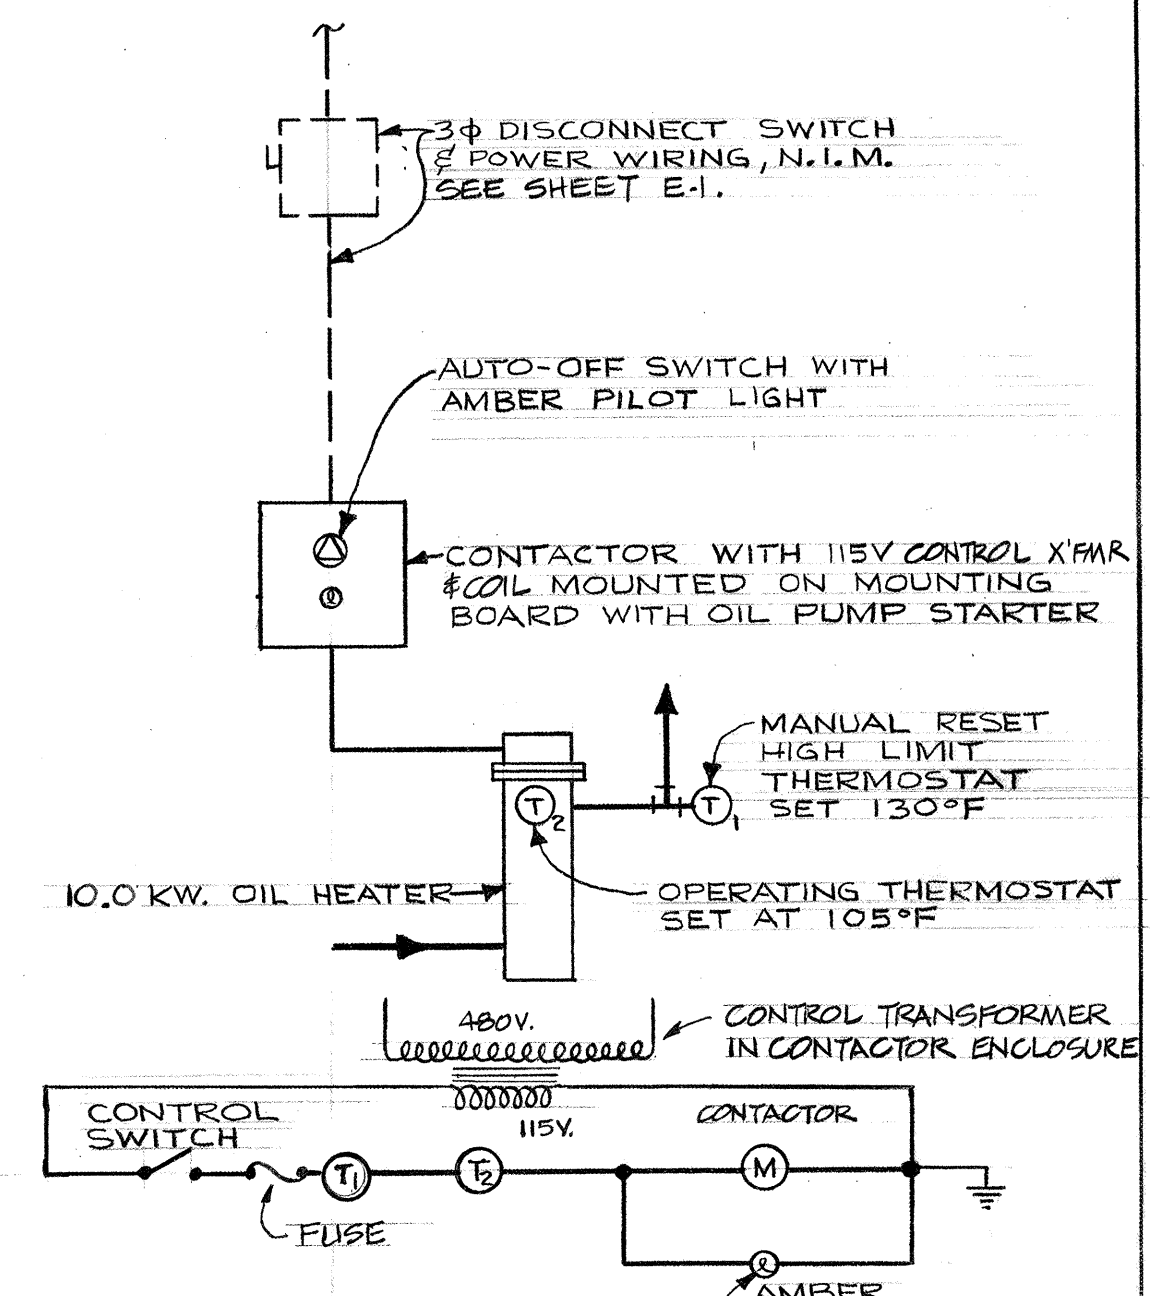 3ϕ DISCONNECT SWITCH
& POWER WIRING, N.I.M.
SEE SHEET E-1.
AUTO-OFF SWITCH WITH
AMBER PILOT LIGHT
CONTACTOR WITH 115V CONTROL X'FMR
& COIL MOUNTED ON MOUNTING
BOARD WITH OIL PUMP STARTER
MANUAL RESET
HIGH LIMIT
THERMOSTAT
SET 130°F
T1
T2
10.0 KW. OIL HEATER
OPERATING THERMOSTAT
SET AT 105°F
480V.
CONTROL TRANSFORMER
IN CONTACTOR ENCLOSURE
CONTROL
SWITCH
115V.
CONTACTOR
T1
T2
M
FUSE
AMBER